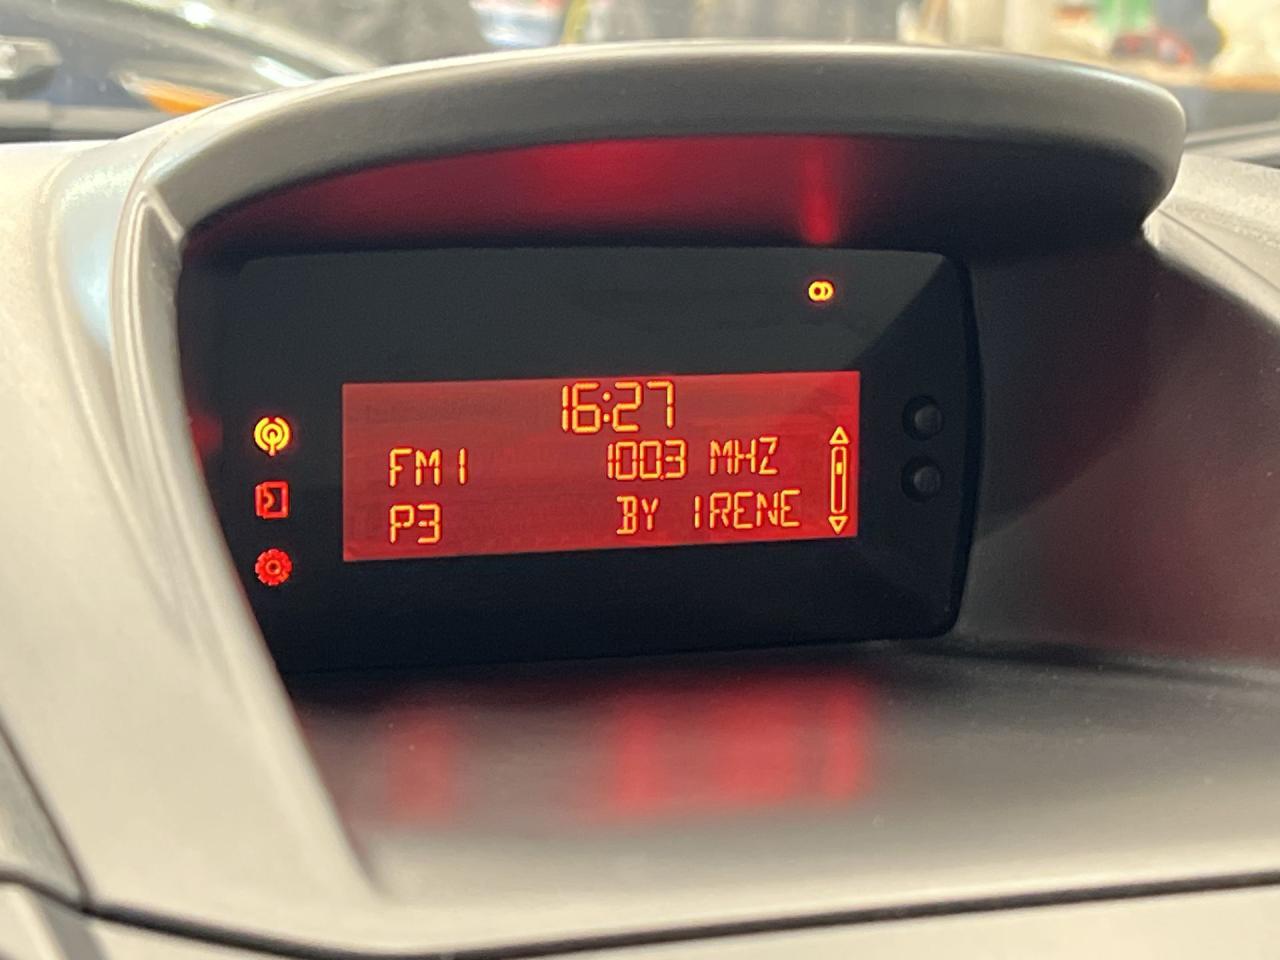 16:27
FM1 100.3 MHZ
P3 BY IRENE